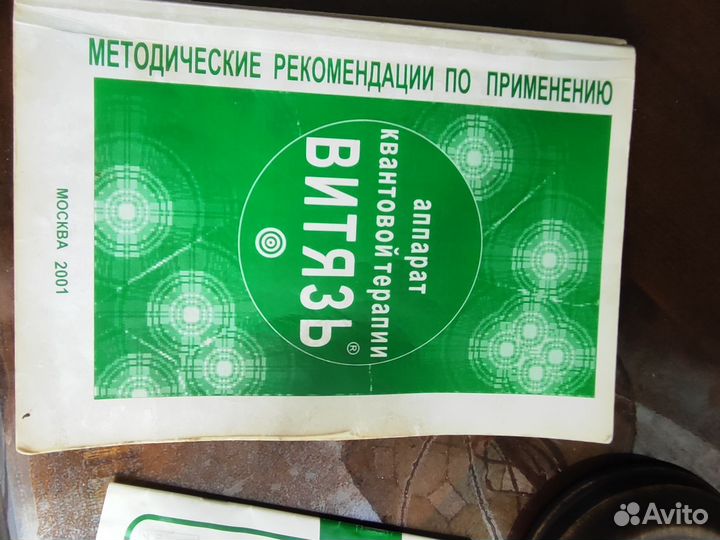 МЕТОДИЧЕСКИЕ РЕКОМЕНДАЦИИ ПО ПРИМЕНЕНИЮ
аппарат
квантовой терапии
ВИТЯЗЬ®
МОСКВА 2001
Avito